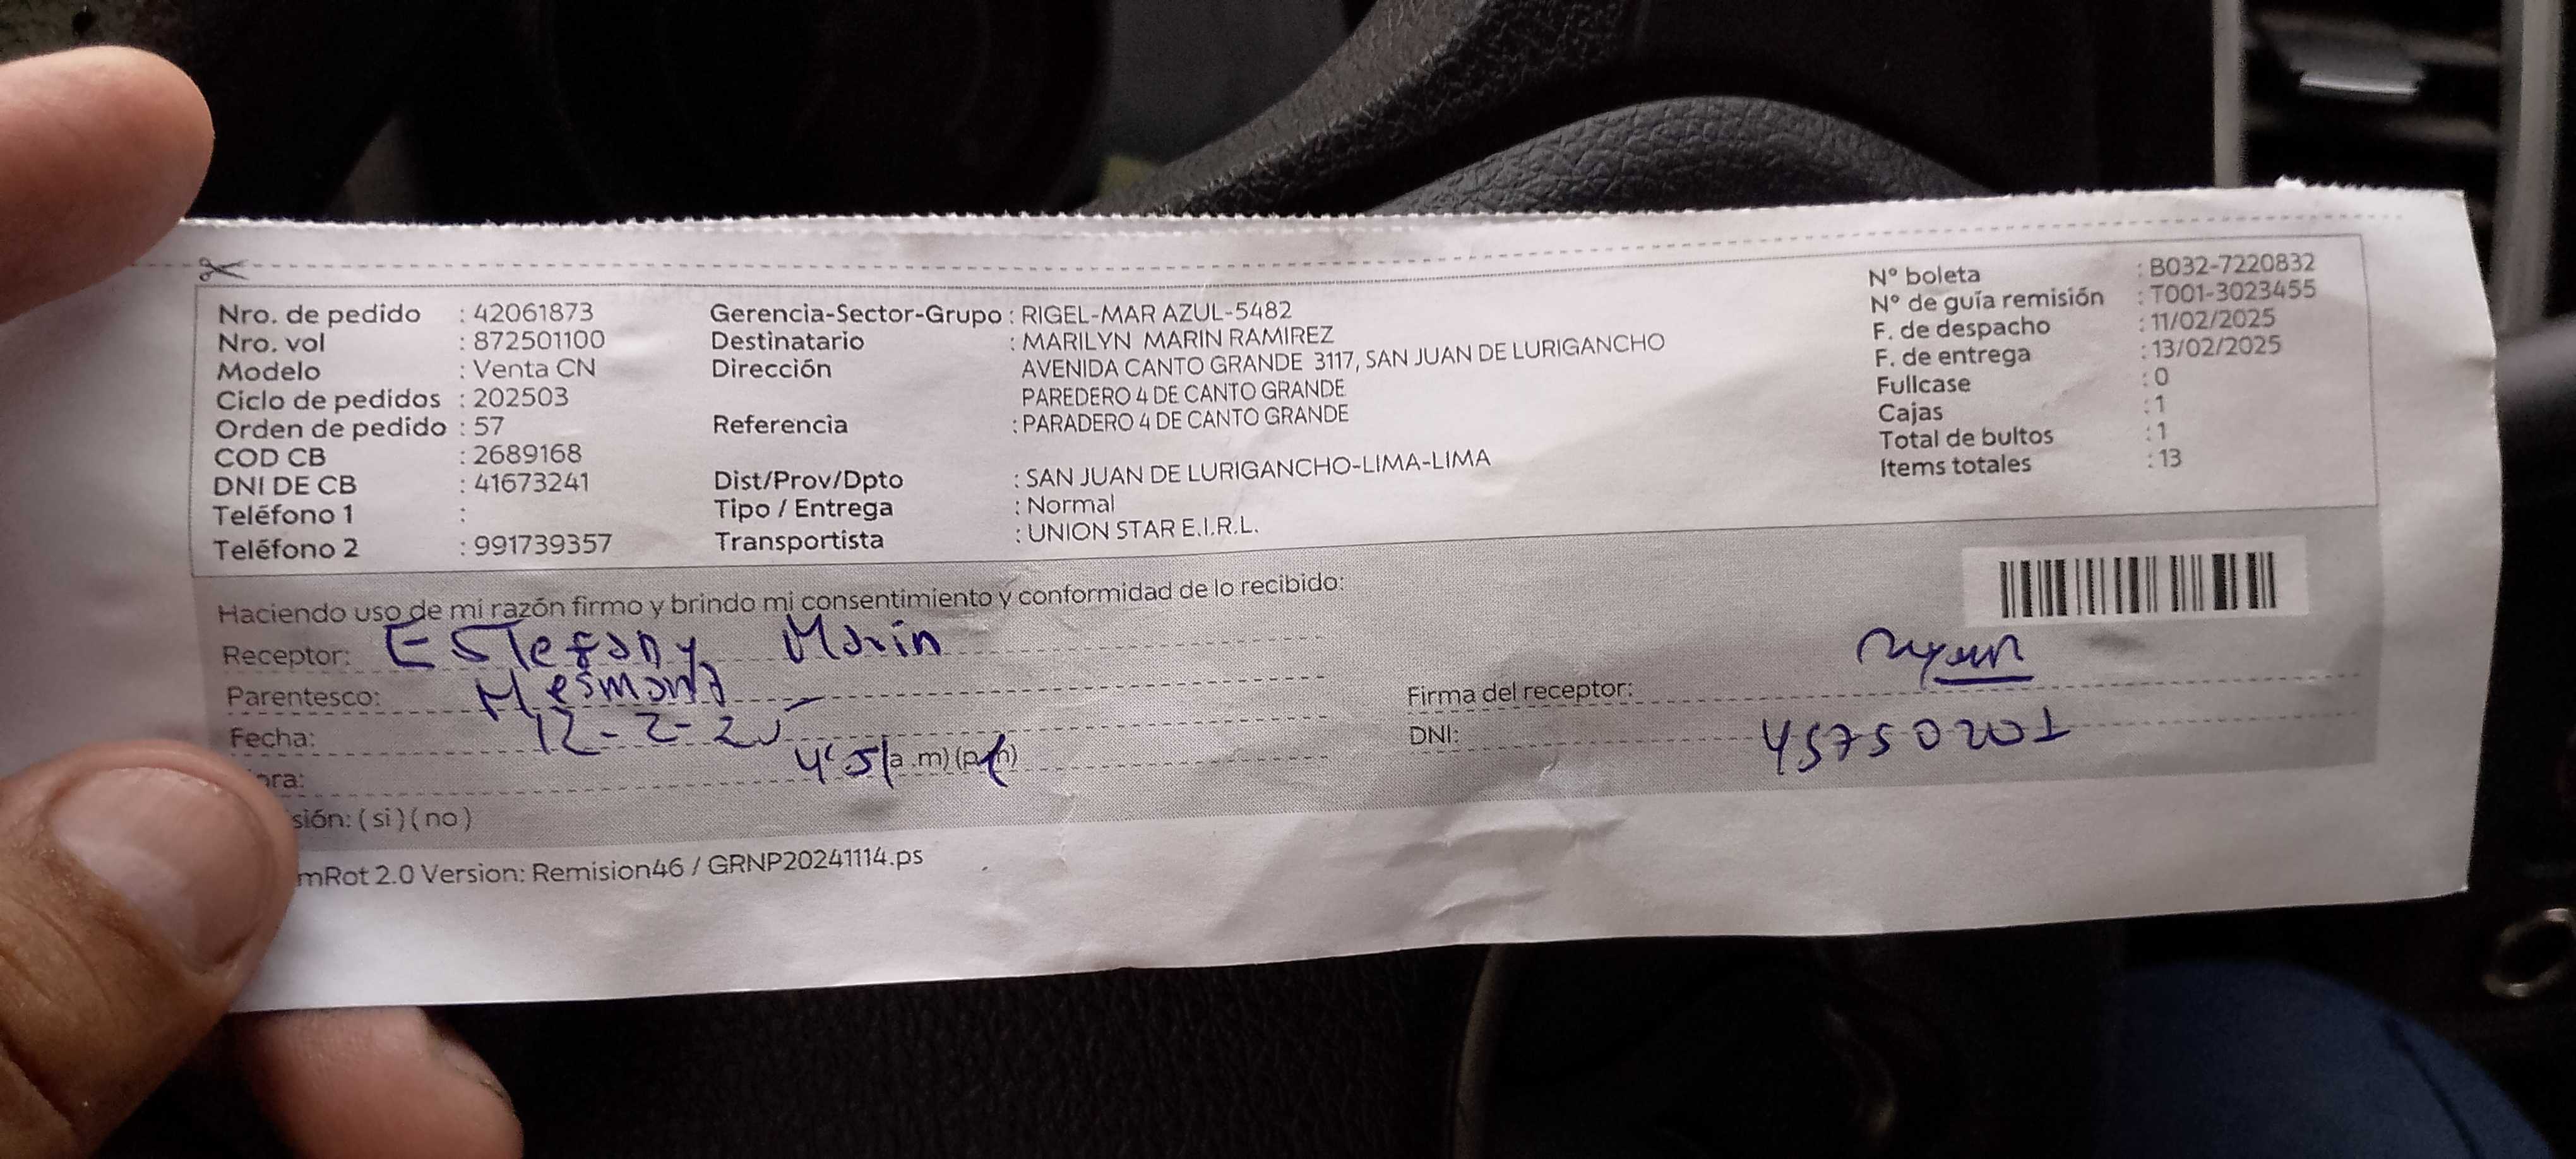 Nro. de pedido : 42061873
Nro. vol : 872501100
Modelo : Venta CN
Ciclo de pedidos : 202503
Orden de pedido : 57
COD CB : 2689168
DNI DE CB : 41673241
Teléfono 1 :
Teléfono 2 : 991739357
Gerencia-Sector-Grupo : RIGEL-MAR AZUL-5482
Destinatario : MARILYN MARIN RAMIREZ
Dirección AVENIDA CANTO GRANDE 3117, SAN JUAN DE LURIGANCHO
PAREDERO 4 DE CANTO GRANDE
Referencia : PARADERO 4 DE CANTO GRANDE
Dist/Prov/Dpto : SAN JUAN DE LURIGANCHO-LIMA-LIMA
Tipo / Entrega : Normal
Transportista : UNION STAR E.I.R.L.
N° boleta : B032-7220832
N° de guía remisión : T001-3023455
F. de despacho : 11/02/2025
F. de entrega : 13/02/2025
Fullcase : 0
Cajas : 1
Total de bultos : 1
Items totales : 13
Haciendo uso de mi razón firmo y brindo mi consentimiento y conformidad de lo recibido:
Receptor: Estefany Marin
Parentesco: Hesmana
Fecha: 12-2-25
ora: (a.m) (p.m)
sión: ( si ) ( no )
Firma del receptor:
DNI: 45750201
mRot 2.0 Version: Remision46 / GRNP20241114.ps